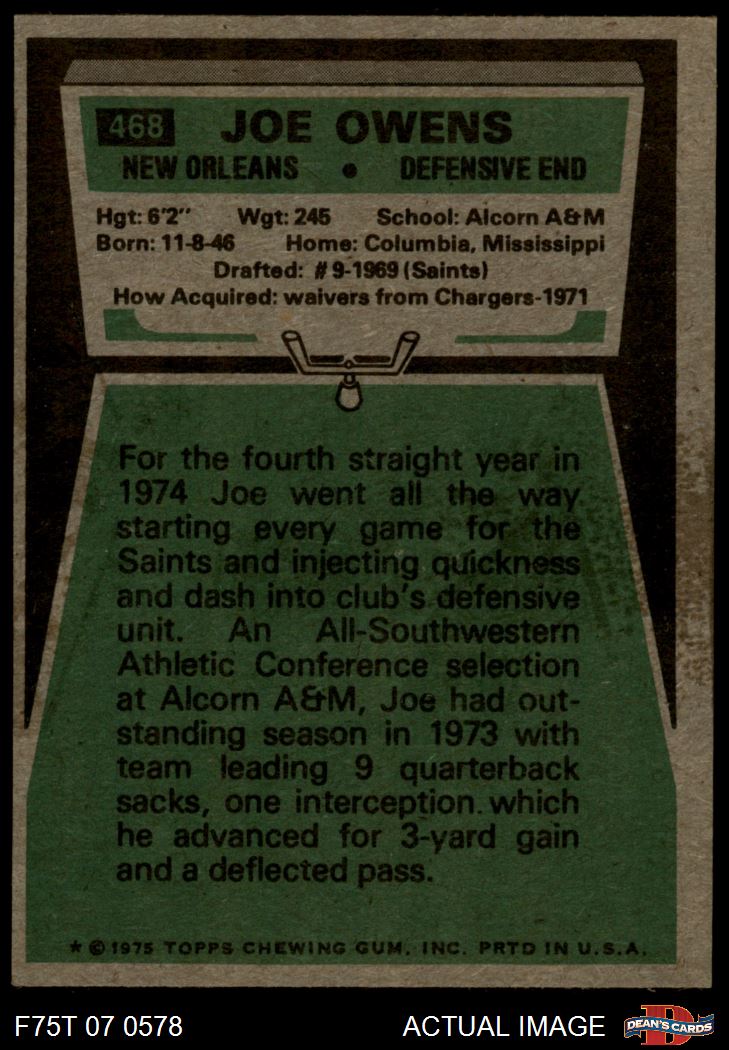 468 JOE OWENS
NEW ORLEANS • DEFENSIVE END
Hgt: 6'2" Wgt: 245 School: Alcorn A&M
Born: 11-8-46 Home: Columbia, Mississippi
Drafted: #9-1969 (Saints)
How Acquired: waivers from Chargers-1971
For the fourth straight year in
1974 Joe went all the way
starting every game for the
Saints and injecting quickness
and dash into club's defensive
unit. An All-Southwestern
Athletic Conference selection
at Alcorn A&M, Joe had out-
standing season in 1973 with
team leading 9 quarterback
sacks, one interception which
he advanced for 3-yard gain
and a deflected pass.
* © 1975 TOPPS CHEWING GUM, INC. PRTD IN U.S.A.
F75T 07 0578 ACTUAL IMAGE
D
DEAN'S CARDS